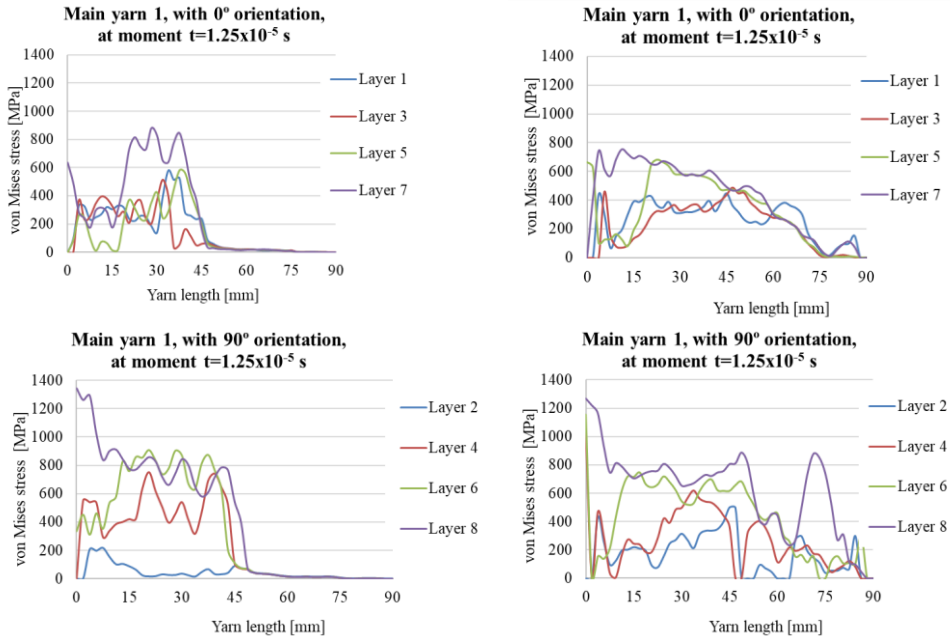 Main yarn 1, with 0º orientation,
at moment t=1.25x10⁻⁵ s
von Mises stress [MPa]
1400
1200
1000
800
600
400
200
0
0 15 30 45 60 75 90
Yarn length [mm]
Layer 1
Layer 3
Layer 5
Layer 7
Main yarn 1, with 0º orientation,
at moment t=1.25x10⁻⁵ s
von Mises stress [MPa]
1400
1200
1000
800
600
400
200
0
0 15 30 45 60 75 90
Yarn length [mm]
Layer 1
Layer 3
Layer 5
Layer 7
Main yarn 1, with 90º orientation,
at moment t=1.25x10⁻⁵ s
von Mises stress [MPa]
1400
1200
1000
800
600
400
200
0
0 15 30 45 60 75 90
Yarn length [mm]
Layer 2
Layer 4
Layer 6
Layer 8
Main yarn 1, with 90º orientation,
at moment t=1.25x10⁻⁵ s
von Mises stress [MPa]
1400
1200
1000
800
600
400
200
0
0 15 30 45 60 75 90
Yarn length [mm]
Layer 2
Layer 4
Layer 6
Layer 8